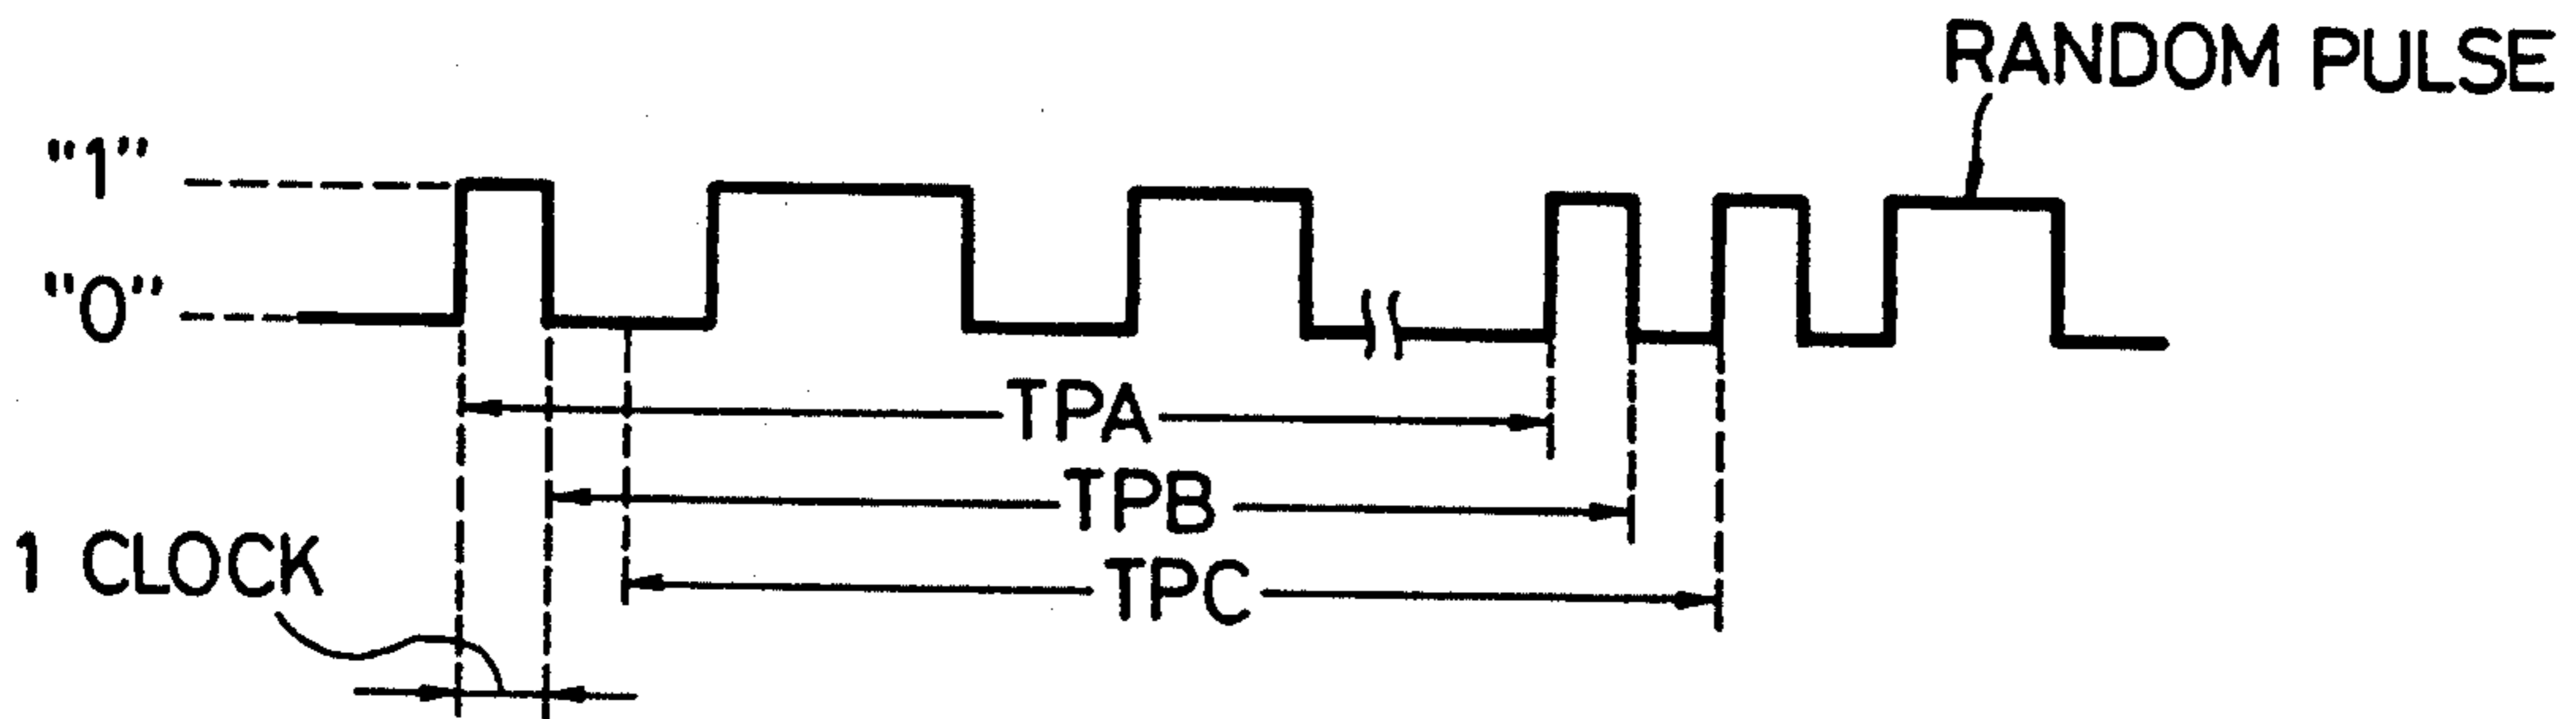 RANDOM PULSE
"1"
"0"
TPA
TPB
1 CLOCK
TPC